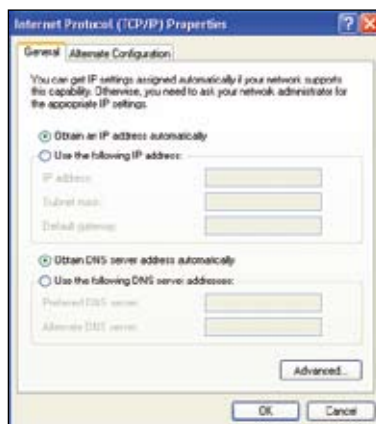 Internet Protocol (TCP/IP) Properties
General Alternate Configuration
You can get IP settings assigned automatically if your network supports
this capability. Otherwise, you need to ask your network administrator for
the appropriate IP settings.
Obtain an IP address automatically
Use the following IP address:
IP address:
Subnet mask:
Default gateway:
Obtain DNS server address automatically
Use the following DNS server addresses:
Preferred DNS server:
Alternate DNS server:
Advanced...
OK Cancel